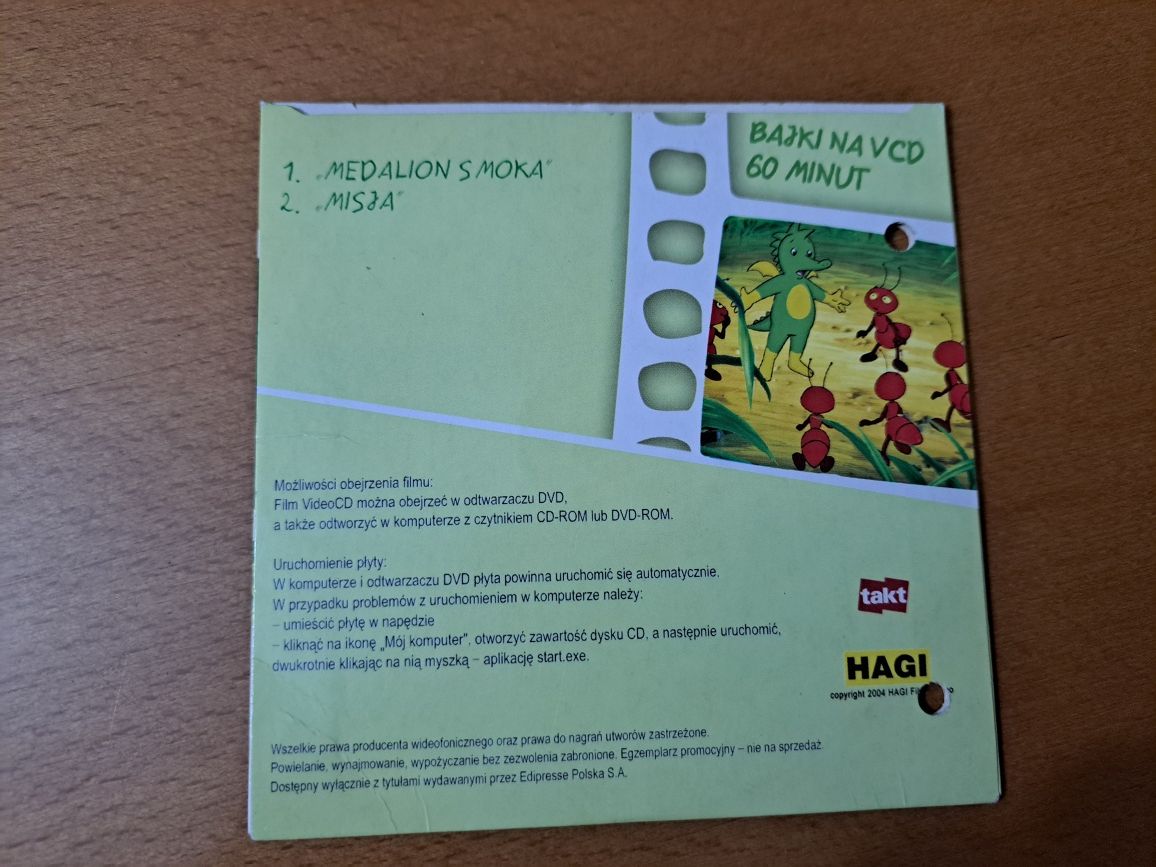 1. „MEDALION SMOKA"
2. „MISJA"
BAJKI NA VCD
60 MINUT
Możliwości obejrzenia filmu:
Film VideoCD można obejrzeć w odtwarzaczu DVD,
a także odtworzyć w komputerze z czytnikiem CD-ROM lub DVD-ROM.
Uruchomienie płyty:
W komputerze i odtwarzaczu DVD płyta powinna uruchomić się automatycznie.
W przypadku problemów z uruchomieniem w komputerze należy:
– umieścić płytę w napędzie
– kliknąć na ikonę „Mój komputer", otworzyć zawartość dysku CD, a następnie uruchomić,
dwukrotnie klikając na nią myszką – aplikację start.exe.
takt
HAGI
copyright 2004 HAGI
Wszelkie prawa producenta wideofonicznego oraz prawa do nagrań utworów zastrzeżone.
Powielanie, wynajmowanie, wypożyczanie bez zezwolenia zabronione. Egzemplarz promocyjny – nie na sprzedaż.
Dostępny wyłącznie z tytułami wydawanymi przez Edipresse Polska S.A.